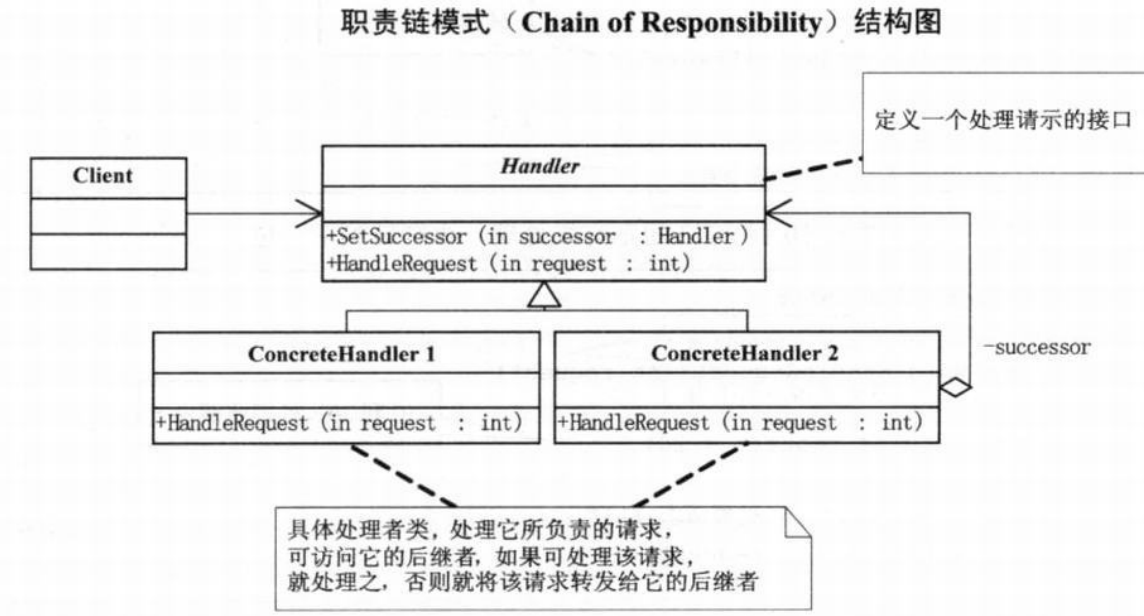 职责链模式（Chain of Responsibility）结构图
定义一个处理请示的接口
Client
Handler
+SetSuccessor (in successor : Handler)
+HandleRequest (in request : int)
ConcreteHandler 1
+HandleRequest (in request : int)
ConcreteHandler 2
+HandleRequest (in request : int)
-successor
具体处理者类，处理它所负责的请求，
可访问它的后继者，如果可处理该请求，
就处理之，否则就将该请求转发给它的后继者